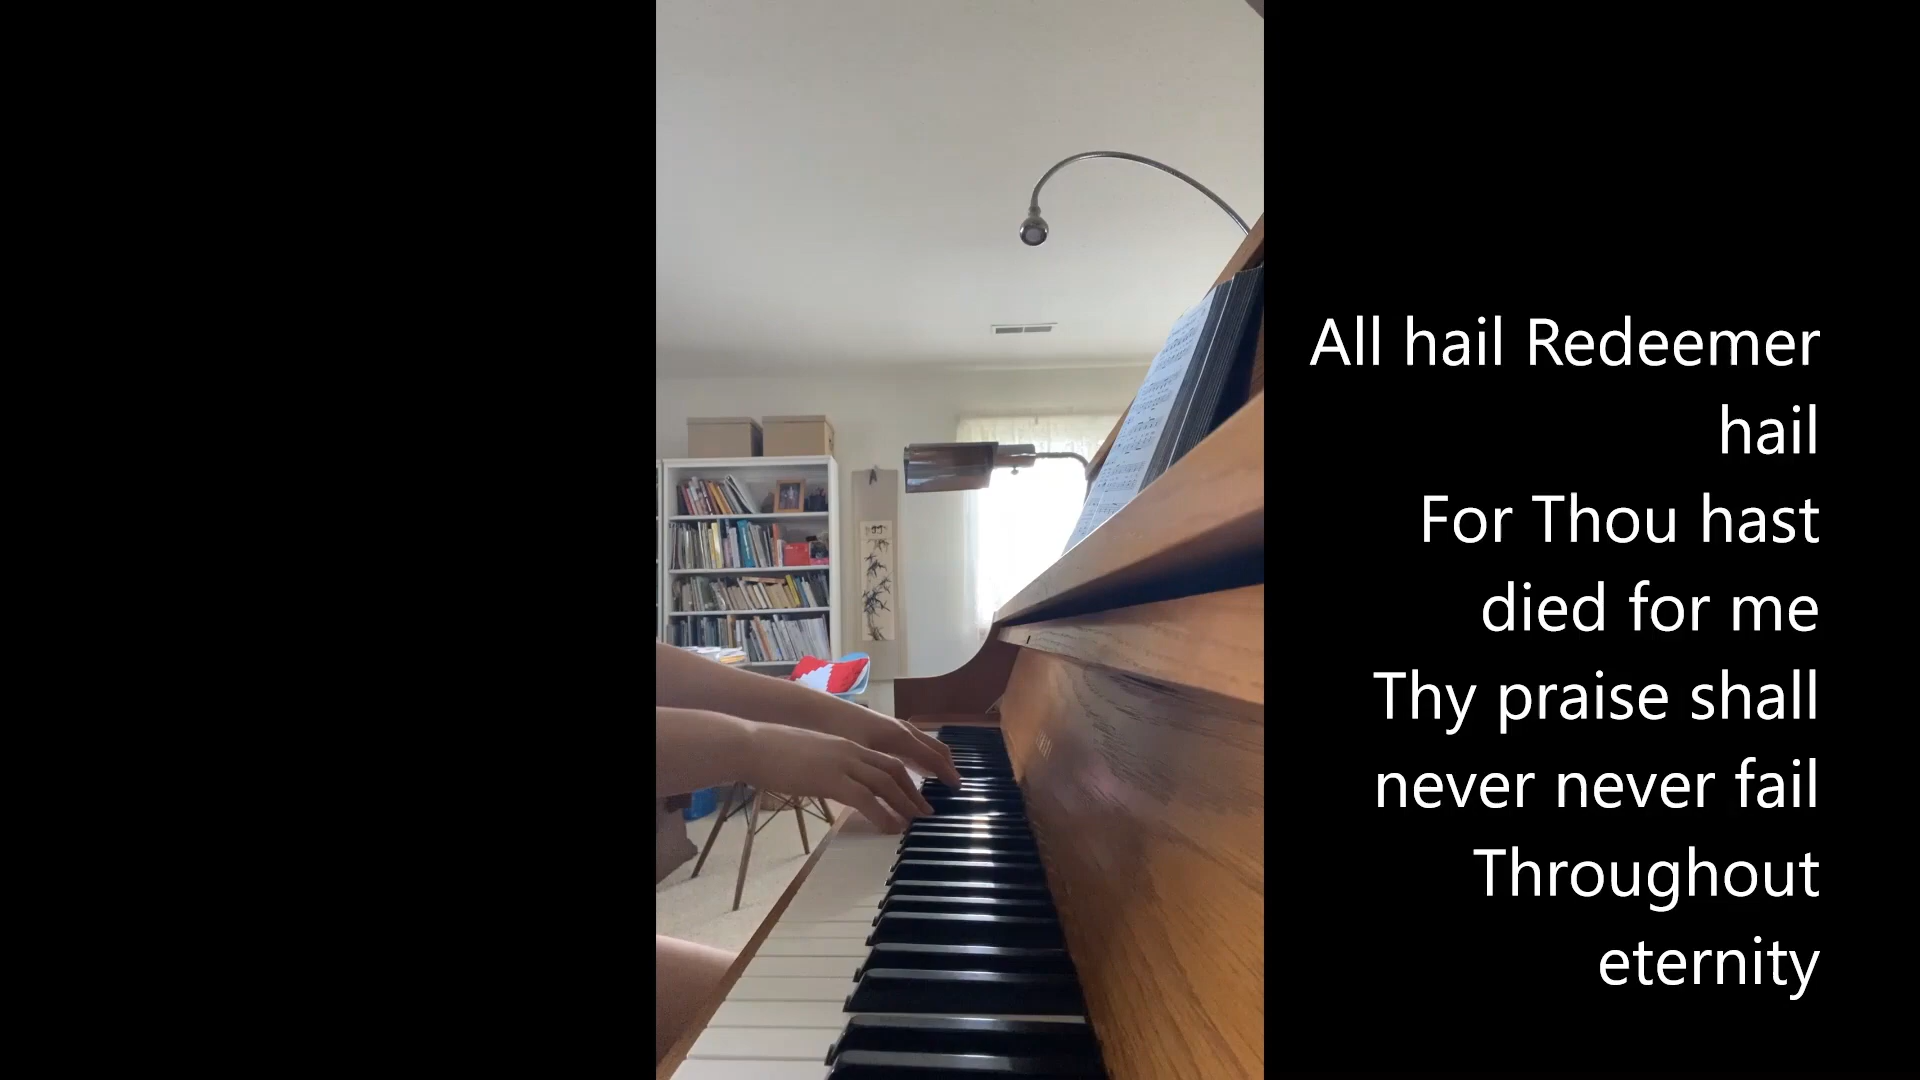 All hail Redeemer
hail
For Thou hast
died for me
Thy praise shall
never never fail
Throughout
eternity